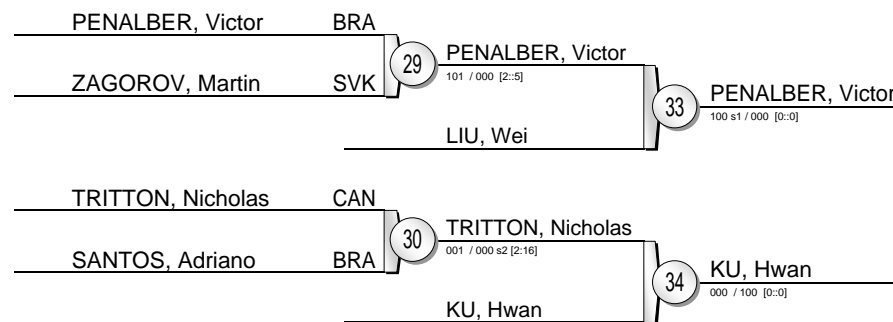 PENALBER, Victor BRA
29
PENALBER, Victor
101 / 000 [2::5]
ZAGOROV, Martin SVK
33
PENALBER, Victor
100 s1 / 000 [0::0]
LIU, Wei
TRITTON, Nicholas CAN
30
TRITTON, Nicholas
001 / 000 s2 [2:16]
SANTOS, Adriano BRA
34
KU, Hwan
000 / 100 [0::0]
KU, Hwan